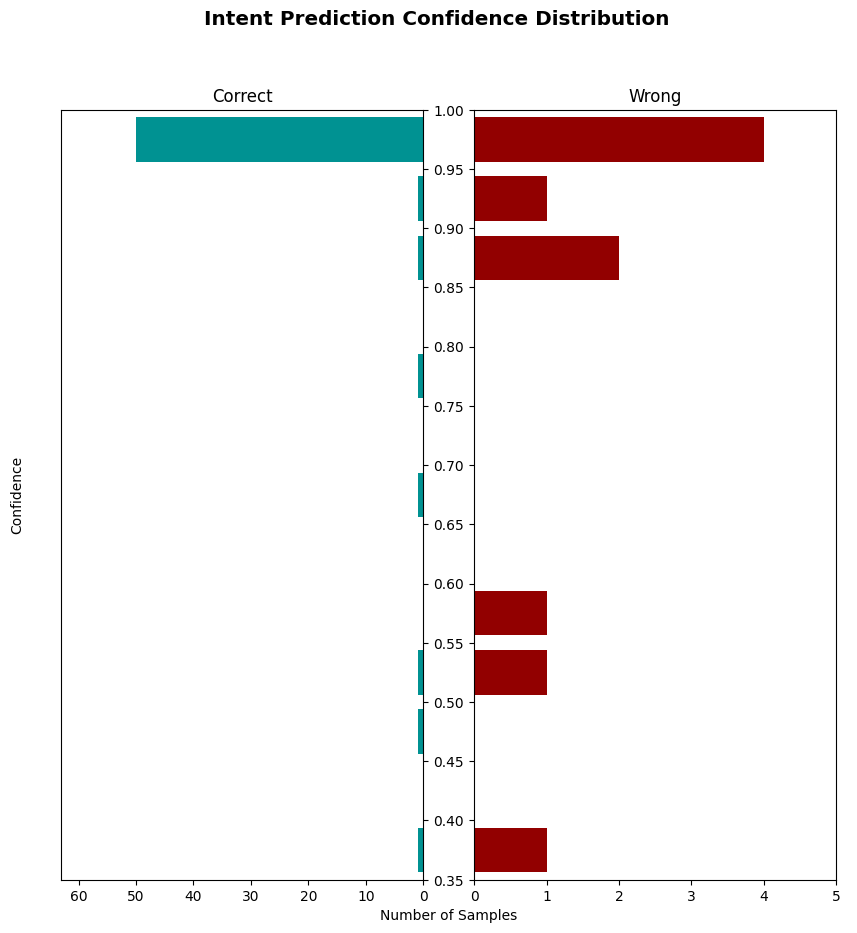 Intent Prediction Confidence Distribution
Correct
Wrong
1.00
0.95
0.90
0.85
0.80
0.75
0.70
0.65
0.60
0.55
0.50
0.45
0.40
0.35
Confidence
60 50 40 30 20 10 0
0 1 2 3 4 5
Number of Samples